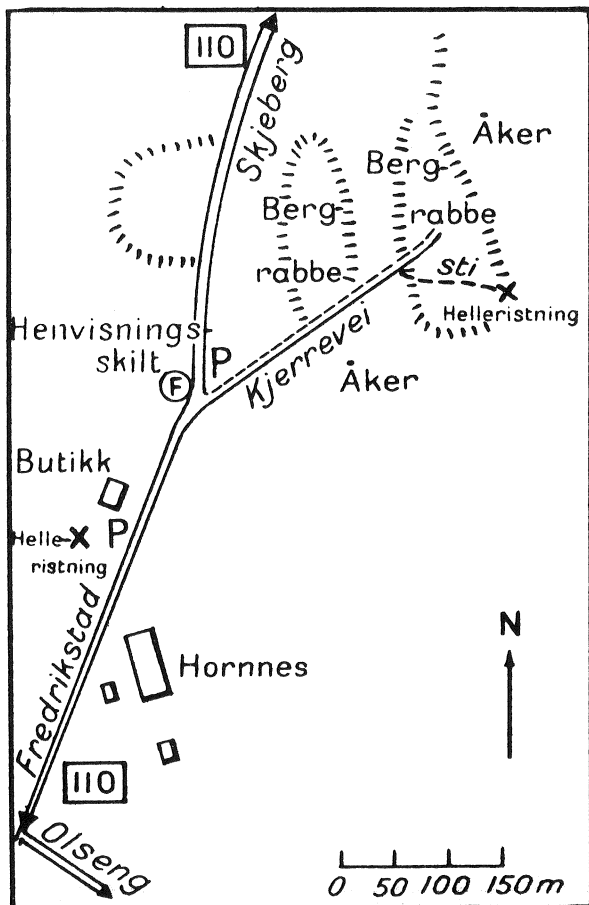 110
Skjeberg
Åker
Berg-
rabbe
Berg-
rabbe
sti
Helleristning
Henvisnings-
skilt
P
F
Kjerrevei
Åker
Butikk
Helle-
ristning
P
Fredrikstad
Hornnes
N
110
Olseng
0 50 100 150m